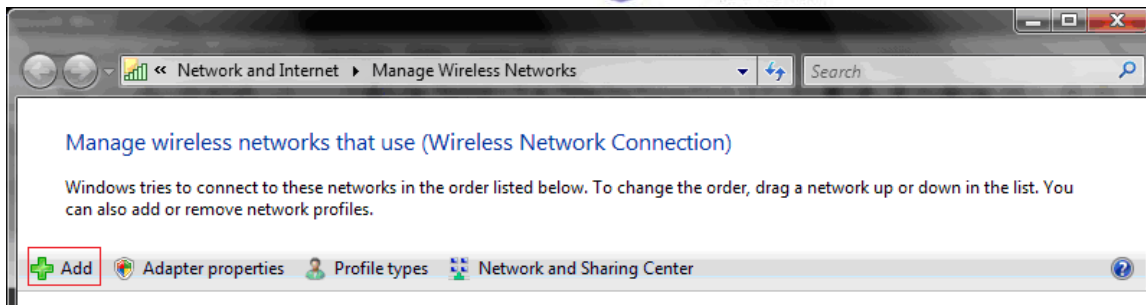 « Network and Internet ▸ Manage Wireless Networks Search
Manage wireless networks that use (Wireless Network Connection)
Windows tries to connect to these networks in the order listed below. To change the order, drag a network up or down in the list. You
can also add or remove network profiles.
Add Adapter properties Profile types Network and Sharing Center